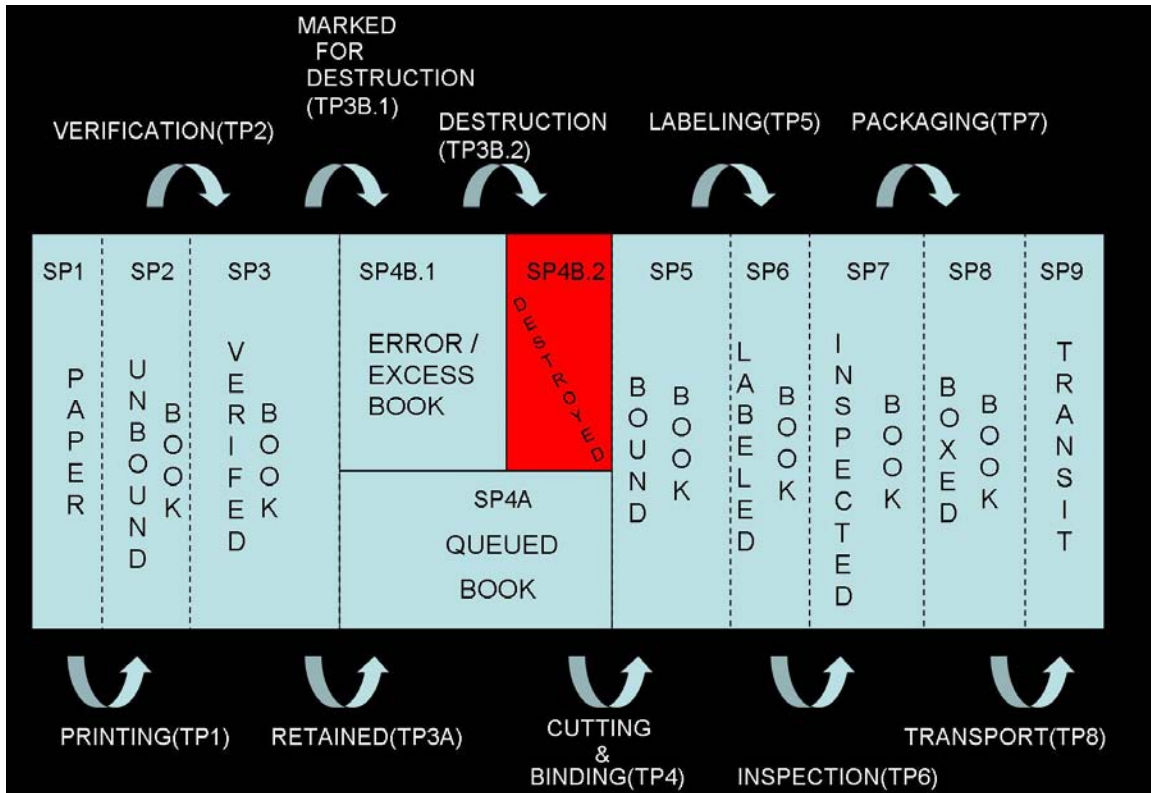 MARKED
FOR
DESTRUCTION
(TP3B.1)
VERIFICATION(TP2)
DESTRUCTION
(TP3B.2)
LABELING(TP5)
PACKAGING(TP7)
SP1
PAPER
SP2
UNBOUND
BOOK
SP3
VERIFED
BOOK
SP4B.1
ERROR /
EXCESS
BOOK
SP4B.2
DESTROYED
SP4A
QUEUED
BOOK
SP5
BOUND
BOOK
SP6
LABELED
BOOK
SP7
INSPECTED
BOOK
SP8
BOXED
BOOK
SP9
TRANSIT
PRINTING(TP1)
RETAINED(TP3A)
CUTTING
&
BINDING(TP4)
INSPECTION(TP6)
TRANSPORT(TP8)